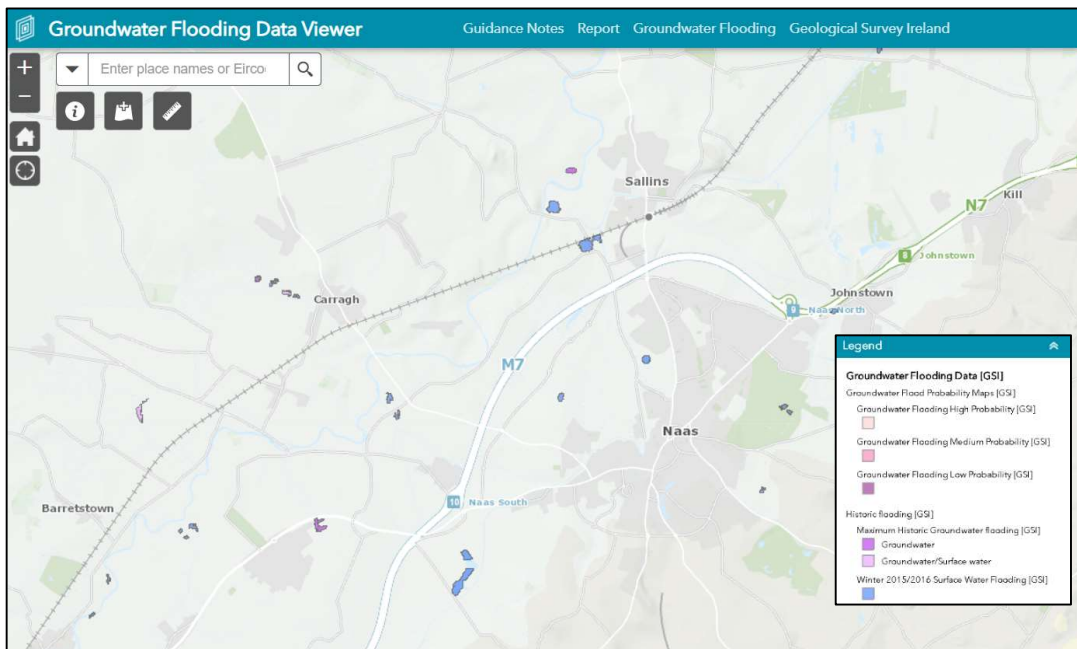 Groundwater Flooding Data Viewer
Guidance Notes Report Groundwater Flooding Geological Survey Ireland
+
Enter place names or Eirco
−
Sallins
Kill
N7
8 Johnstown
Johnstown
Carragh
9 Naas North
M7
Naas
10 Naas South
Barretstown
Legend
Groundwater Flooding Data [GSI]
Groundwater Flood Probability Maps [GSI]
Groundwater Flooding High Probability [GSI]
Groundwater Flooding Medium Probability [GSI]
Groundwater Flooding Low Probability [GSI]
Historic flooding [GSI]
Maximum Historic Groundwater flooding [GSI]
Groundwater
Groundwater/Surface water
Winter 2015/2016 Surface Water Flooding [GSI]